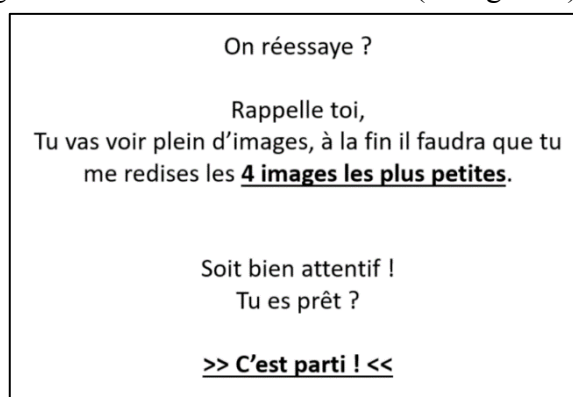 On réessaye ?
Rappelle toi,
Tu vas voir plein d’images, à la fin il faudra que tu
me redises les 4 images les plus petites.
Soit bien attentif !
Tu es prêt ?
>> C’est parti ! <<